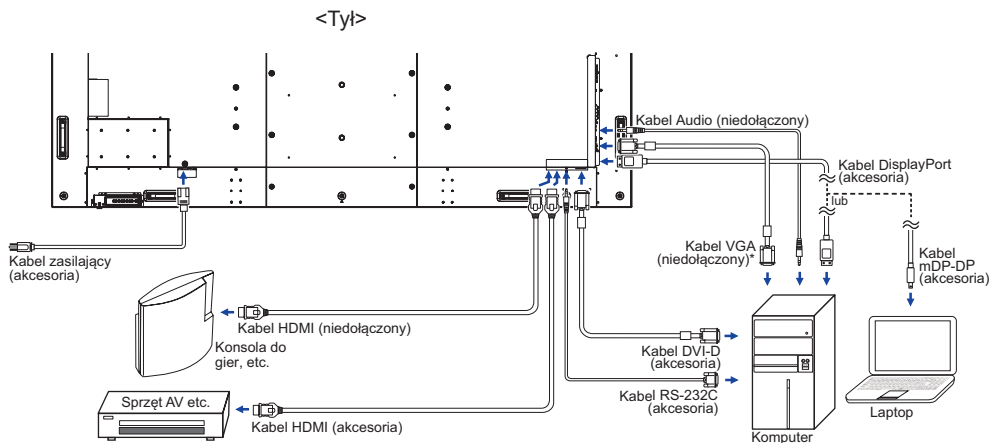 <Tył>
Kabel Audio (niedołączony)
Kabel DisplayPort
(akcesoria)
lub
Kabel VGA
(niedołączony)*
Kabel
mDP-DP
(akcesoria)
Kabel zasilający
(akcesoria)
Kabel HDMI (niedołączony)
Konsola do
gier, etc.
Kabel DVI-D
(akcesoria)
Kabel RS-232C
(akcesoria)
Sprzęt AV etc.
Kabel HDMI (akcesoria)
Laptop
Komputer